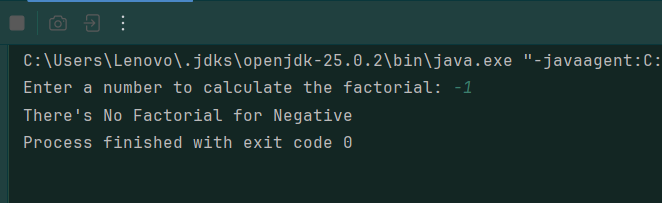 C:\Users\Lenovo\.jdks\openjdk-25.0.2\bin\java.exe "-javaagent:C:
Enter a number to calculate the factorial: -1
There's No Factorial for Negative
Process finished with exit code 0